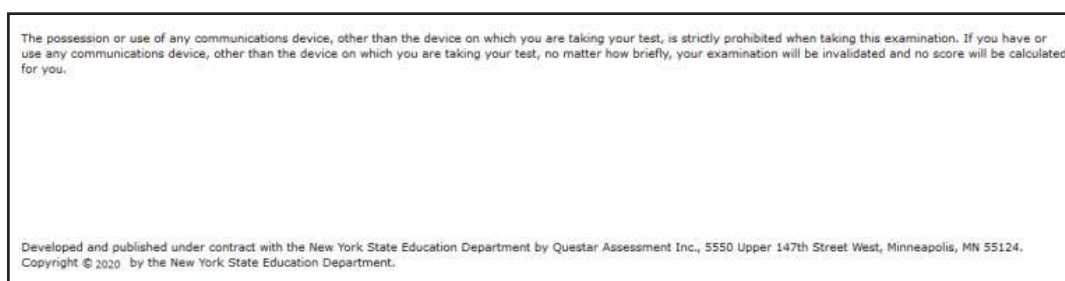 The possession or use of any communications device, other than the device on which you are taking your test, is strictly prohibited when taking this examination. If you have or
use any communications device, other than the device on which you are taking your test, no matter how briefly, your examination will be invalidated and no score will be calculated
for you.
Developed and published under contract with the New York State Education Department by Questar Assessment Inc., 5550 Upper 147th Street West, Minneapolis, MN 55124.
Copyright © 2020 by the New York State Education Department.